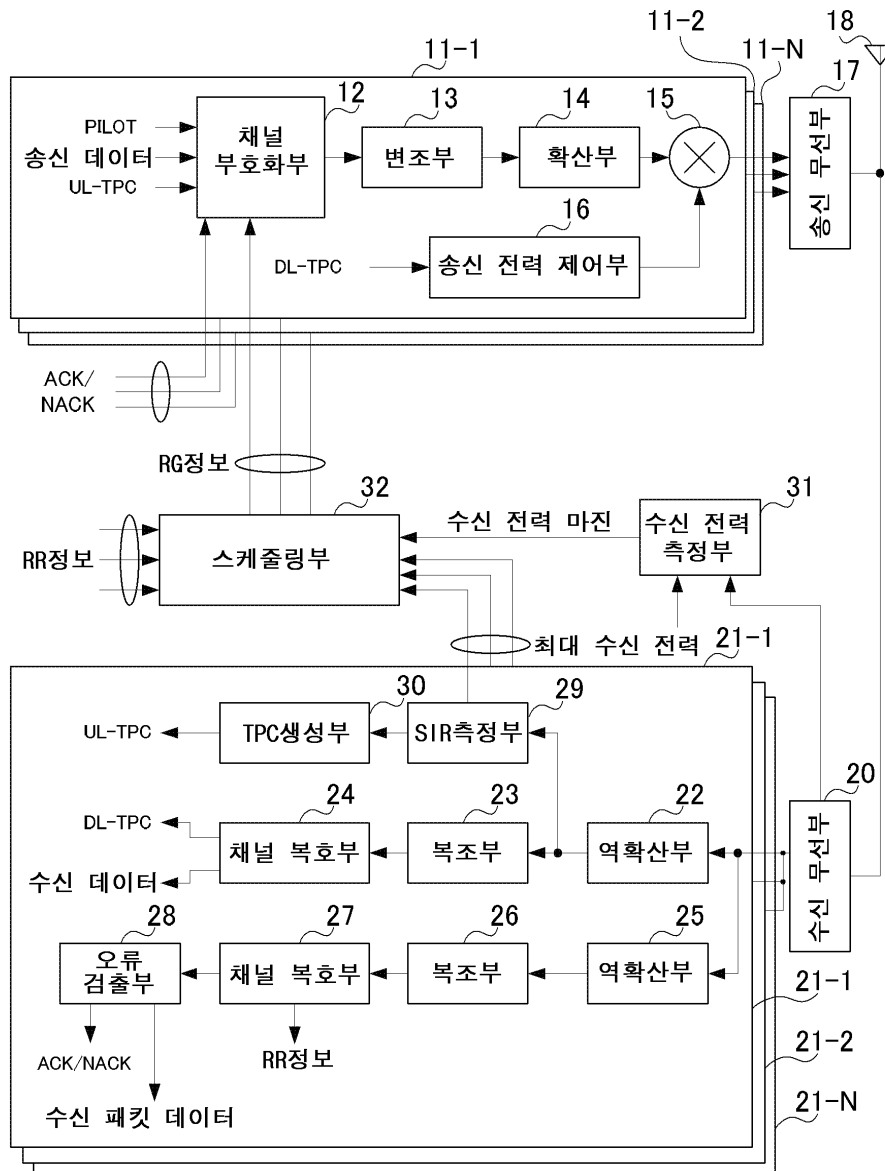 18
11-2
11-N
11-1
17
12
13
14
15
PILOT
송신 데이터
UL-TPC
채널
부호화부
변조부
확산부
송신 무선부
16
DL-TPC
송신 전력 제어부
ACK/
NACK
RG정보
32
31
수신 전력 마진
수신 전력
측정부
RR정보
스케줄링부
최대 수신 전력
21-1
30
29
UL-TPC
TPC생성부
SIR측정부
20
24
23
22
DL-TPC
채널 복호부
복조부
역확산부
수신 무선부
수신 데이터
28
27
26
25
오류
검출부
채널 복호부
복조부
역확산부
21-1
ACK/NACK
RR정보
21-2
수신 패킷 데이터
21-N